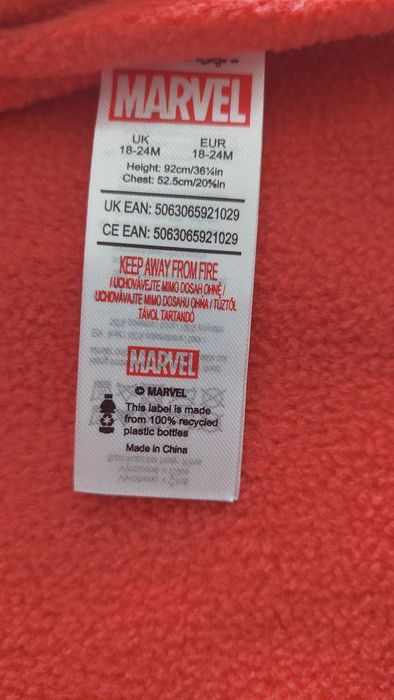 MARVEL
UK EUR
18-24M 18-24M
Height: 92cm/36¼in
Chest: 52.5cm/20⅝in
UK EAN: 5063065921029
CE EAN: 5063065921029
KEEP AWAY FROM FIRE
/ UCHOVÁVEJTE MIMO DOSAH OHNĚ /
UCHOVÁVAJTE MIMO DOSAHU OHŇA / TŰZTŐL
TÁVOL TARTANDÓ
MARVEL
© MARVEL
This label is made
from 100% recycled
plastic bottles
Made in China